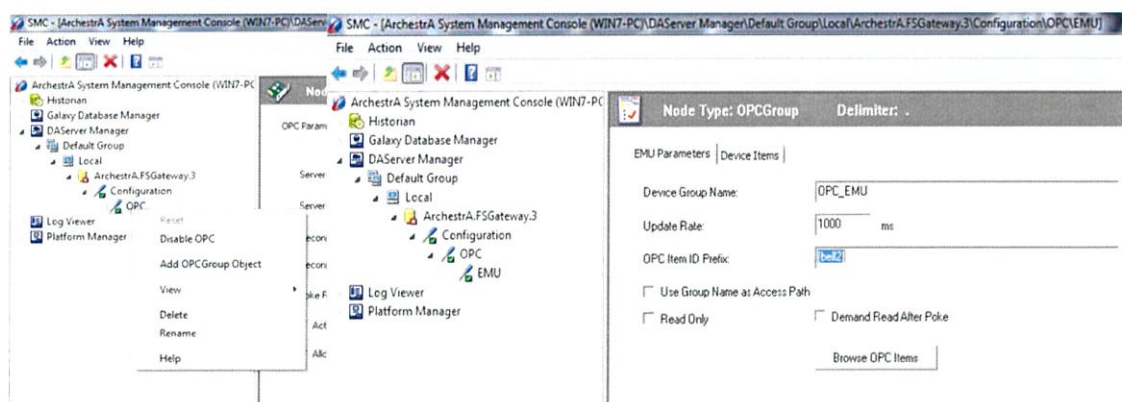 SMC - [ArchestrA System Management Console (WIN7-PC)\DAServ
File Action View Help
ArchestrA System Management Console (WIN7-PC
Historian
Galaxy Database Manager
DAServer Manager
Default Group
Local
ArchestrA.FSGateway.3
Configuration
OPC
Log Viewer
Platform Manager
Nod
OPC Param
Server
Server
econ
econ
oke F
Act
Allo
Reset
Disable OPC
Add OPCGroup Object
View
Delete
Rename
Help
SMC - [ArchestrA System Management Console (WIN7-PC)\DAServer Manager\Default Group\Local\ArchestrA.FSGateway.3\Configuration\OPC\EMU]
File Action View Help
ArchestrA System Management Console (WIN7-PC
Historian
Galaxy Database Manager
DAServer Manager
Default Group
Local
ArchestrA.FSGateway.3
Configuration
OPC
EMU
Log Viewer
Platform Manager
Node Type: OPCGroup Delimiter: .
EMU Parameters Device Items
Device Group Name: OPC_EMU
Update Rate: 1000 ms
OPC Item ID Prefix:
Use Group Name as Access Path
Read Only Demand Read After Poke
Browse OPC Items